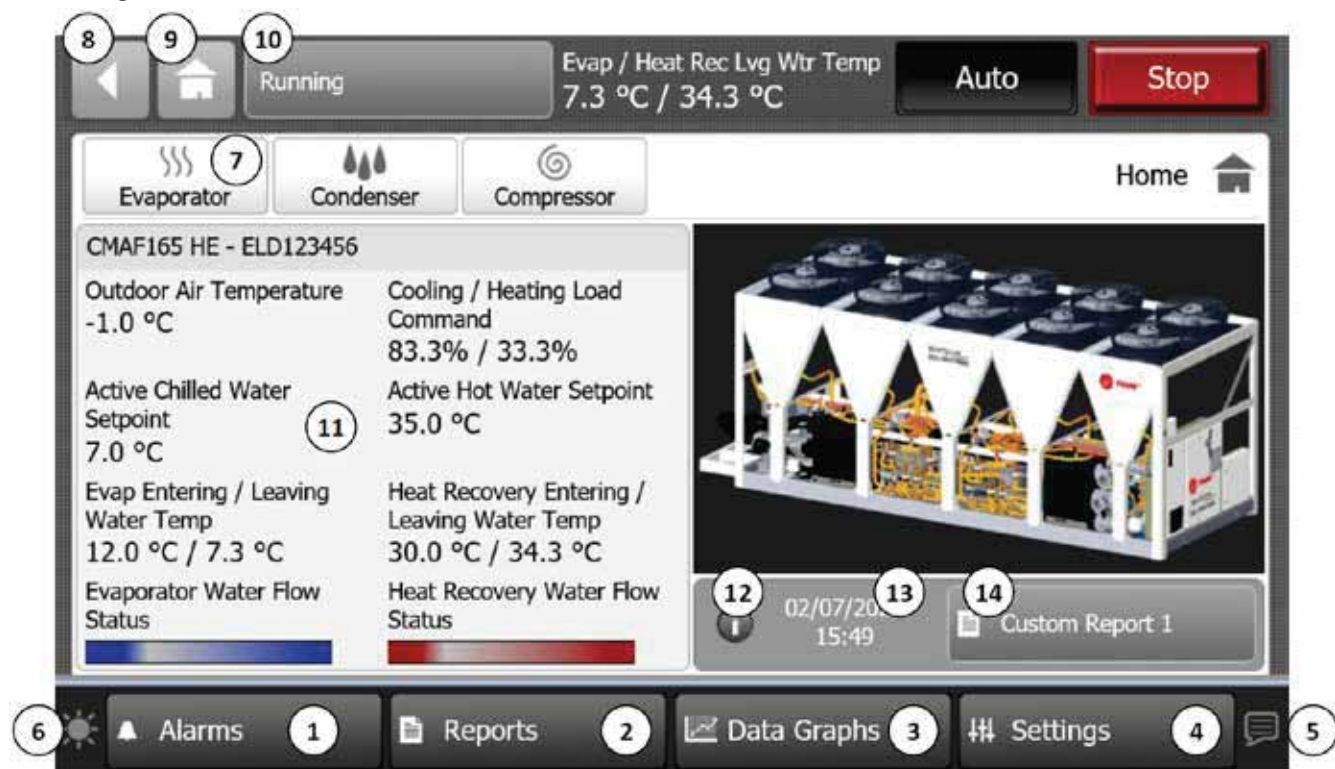 8
9
10
Running
Evap / Heat Rec Lvg Wtr Temp
7.3 °C / 34.3 °C
Auto
Stop
7
Evaporator
Condenser
Compressor
Home
CMAF165 HE - ELD123456
Outdoor Air Temperature
-1.0 °C
Cooling / Heating Load
Command
83.3% / 33.3%
Active Chilled Water
Setpoint
7.0 °C
11
Active Hot Water Setpoint
35.0 °C
Evap Entering / Leaving
Water Temp
12.0 °C / 7.3 °C
Heat Recovery Entering /
Leaving Water Temp
30.0 °C / 34.3 °C
Evaporator Water Flow
Status
Heat Recovery Water Flow
Status
12
13
14
02/07/20
15:49
Custom Report 1
6
Alarms
1
Reports
2
Data Graphs
3
Settings
4
5